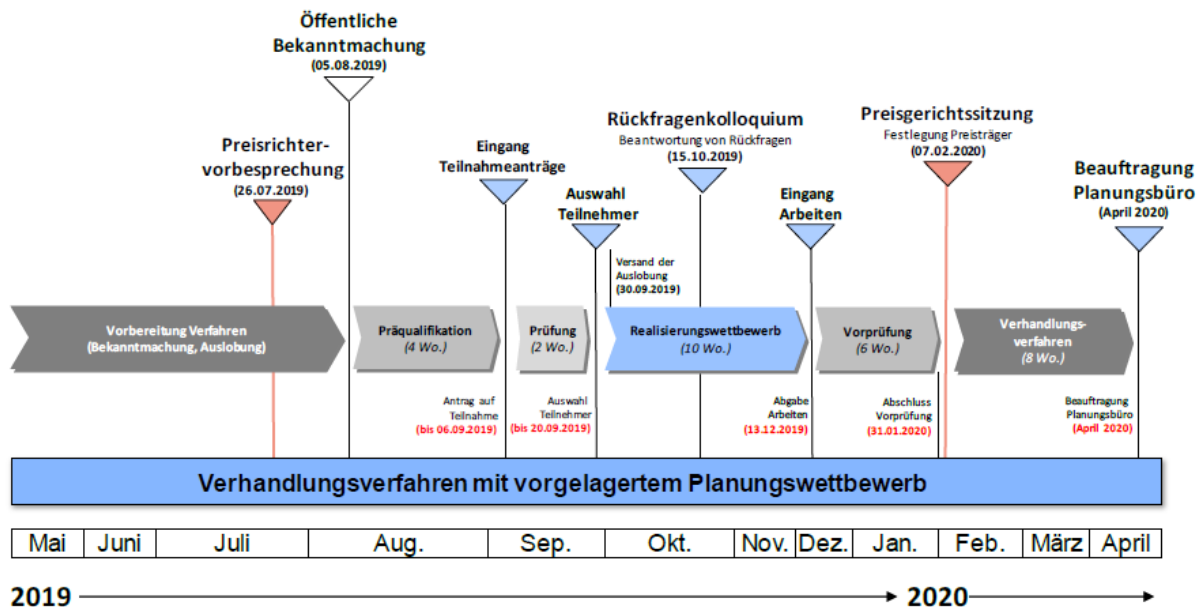 Öffentliche
Bekanntmachung
(05.08.2019)
Preisrichter-
vorbesprechung
(26.07.2019)
Eingang
Teilnahmeanträge
Auswahl
Teilnehmer
Rückfragenkolloquium
Beantwortung von Rückfragen
(15.10.2019)
Eingang
Arbeiten
Preisgerichtssitzung
Festlegung Preisträger
(07.02.2020)
Beauftragung
Planungsbüro
(April 2020)
Versand der
Auslobung
(30.09.2019)
Vorbereitung Verfahren
(Bekanntmachung, Auslobung)
Präqualifikation
(4 Wo.)
Prüfung
(2 Wo.)
Realisierungswettbewerb
(10 Wo.)
Vorprüfung
(6 Wo.)
Verhandlungs-
verfahren
(8 Wo.)
Antrag auf
Teilnahme
(bis 06.09.2019)
Auswahl
Teilnehmer
(bis 20.09.2019)
Abgabe
Arbeiten
(13.12.2019)
Abschluss
Vorprüfung
(31.01.2020)
Beauftragung
Planungsbüro
(April 2020)
Verhandlungsverfahren mit vorgelagertem Planungswettbewerb
Mai Juni Juli Aug. Sep. Okt. Nov. Dez. Jan. Feb. März April
2019 2020